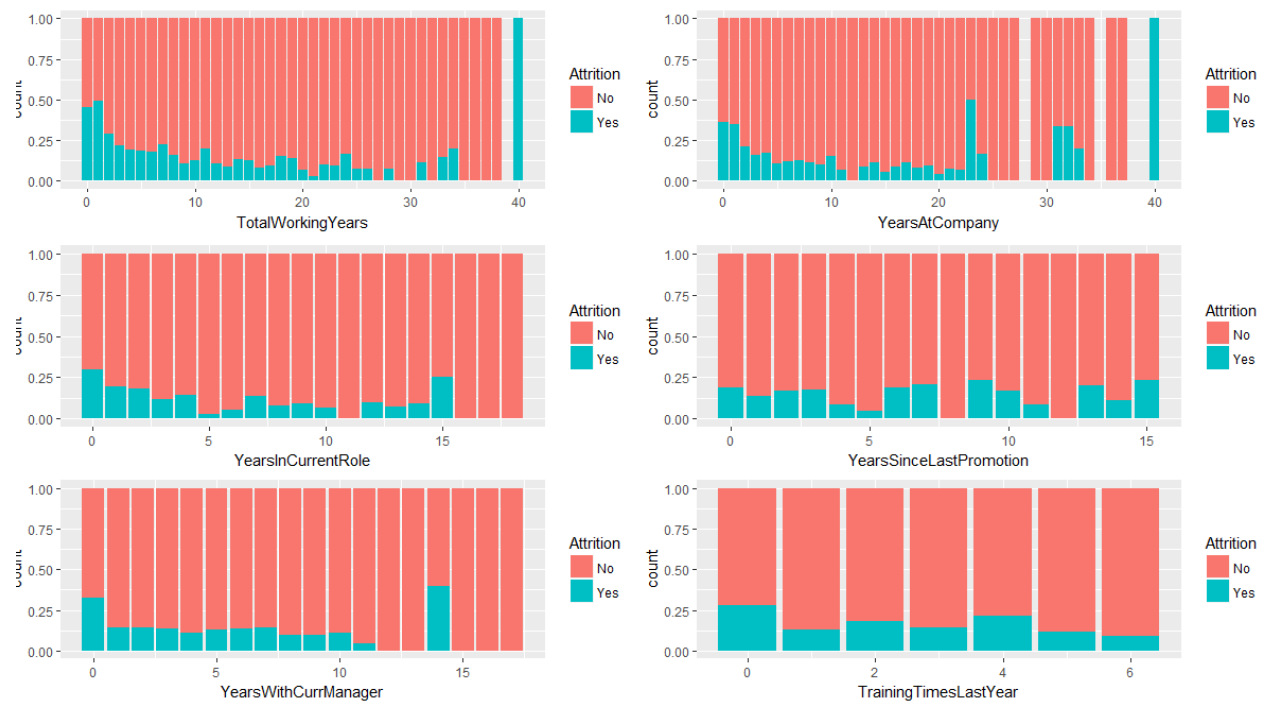 1.00
0.75
0.50
0.25
0.00
count
0 10 20 30 40
TotalWorkingYears
Attrition
No
Yes
1.00
0.75
0.50
0.25
0.00
count
0 10 20 30 40
YearsAtCompany
Attrition
No
Yes
1.00
0.75
0.50
0.25
0.00
count
0 5 10 15
YearsInCurrentRole
Attrition
No
Yes
1.00
0.75
0.50
0.25
0.00
count
0 5 10 15
YearsSinceLastPromotion
Attrition
No
Yes
1.00
0.75
0.50
0.25
0.00
count
0 5 10 15
YearsWithCurrManager
Attrition
No
Yes
1.00
0.75
0.50
0.25
0.00
count
0 2 4 6
TrainingTimesLastYear
Attrition
No
Yes